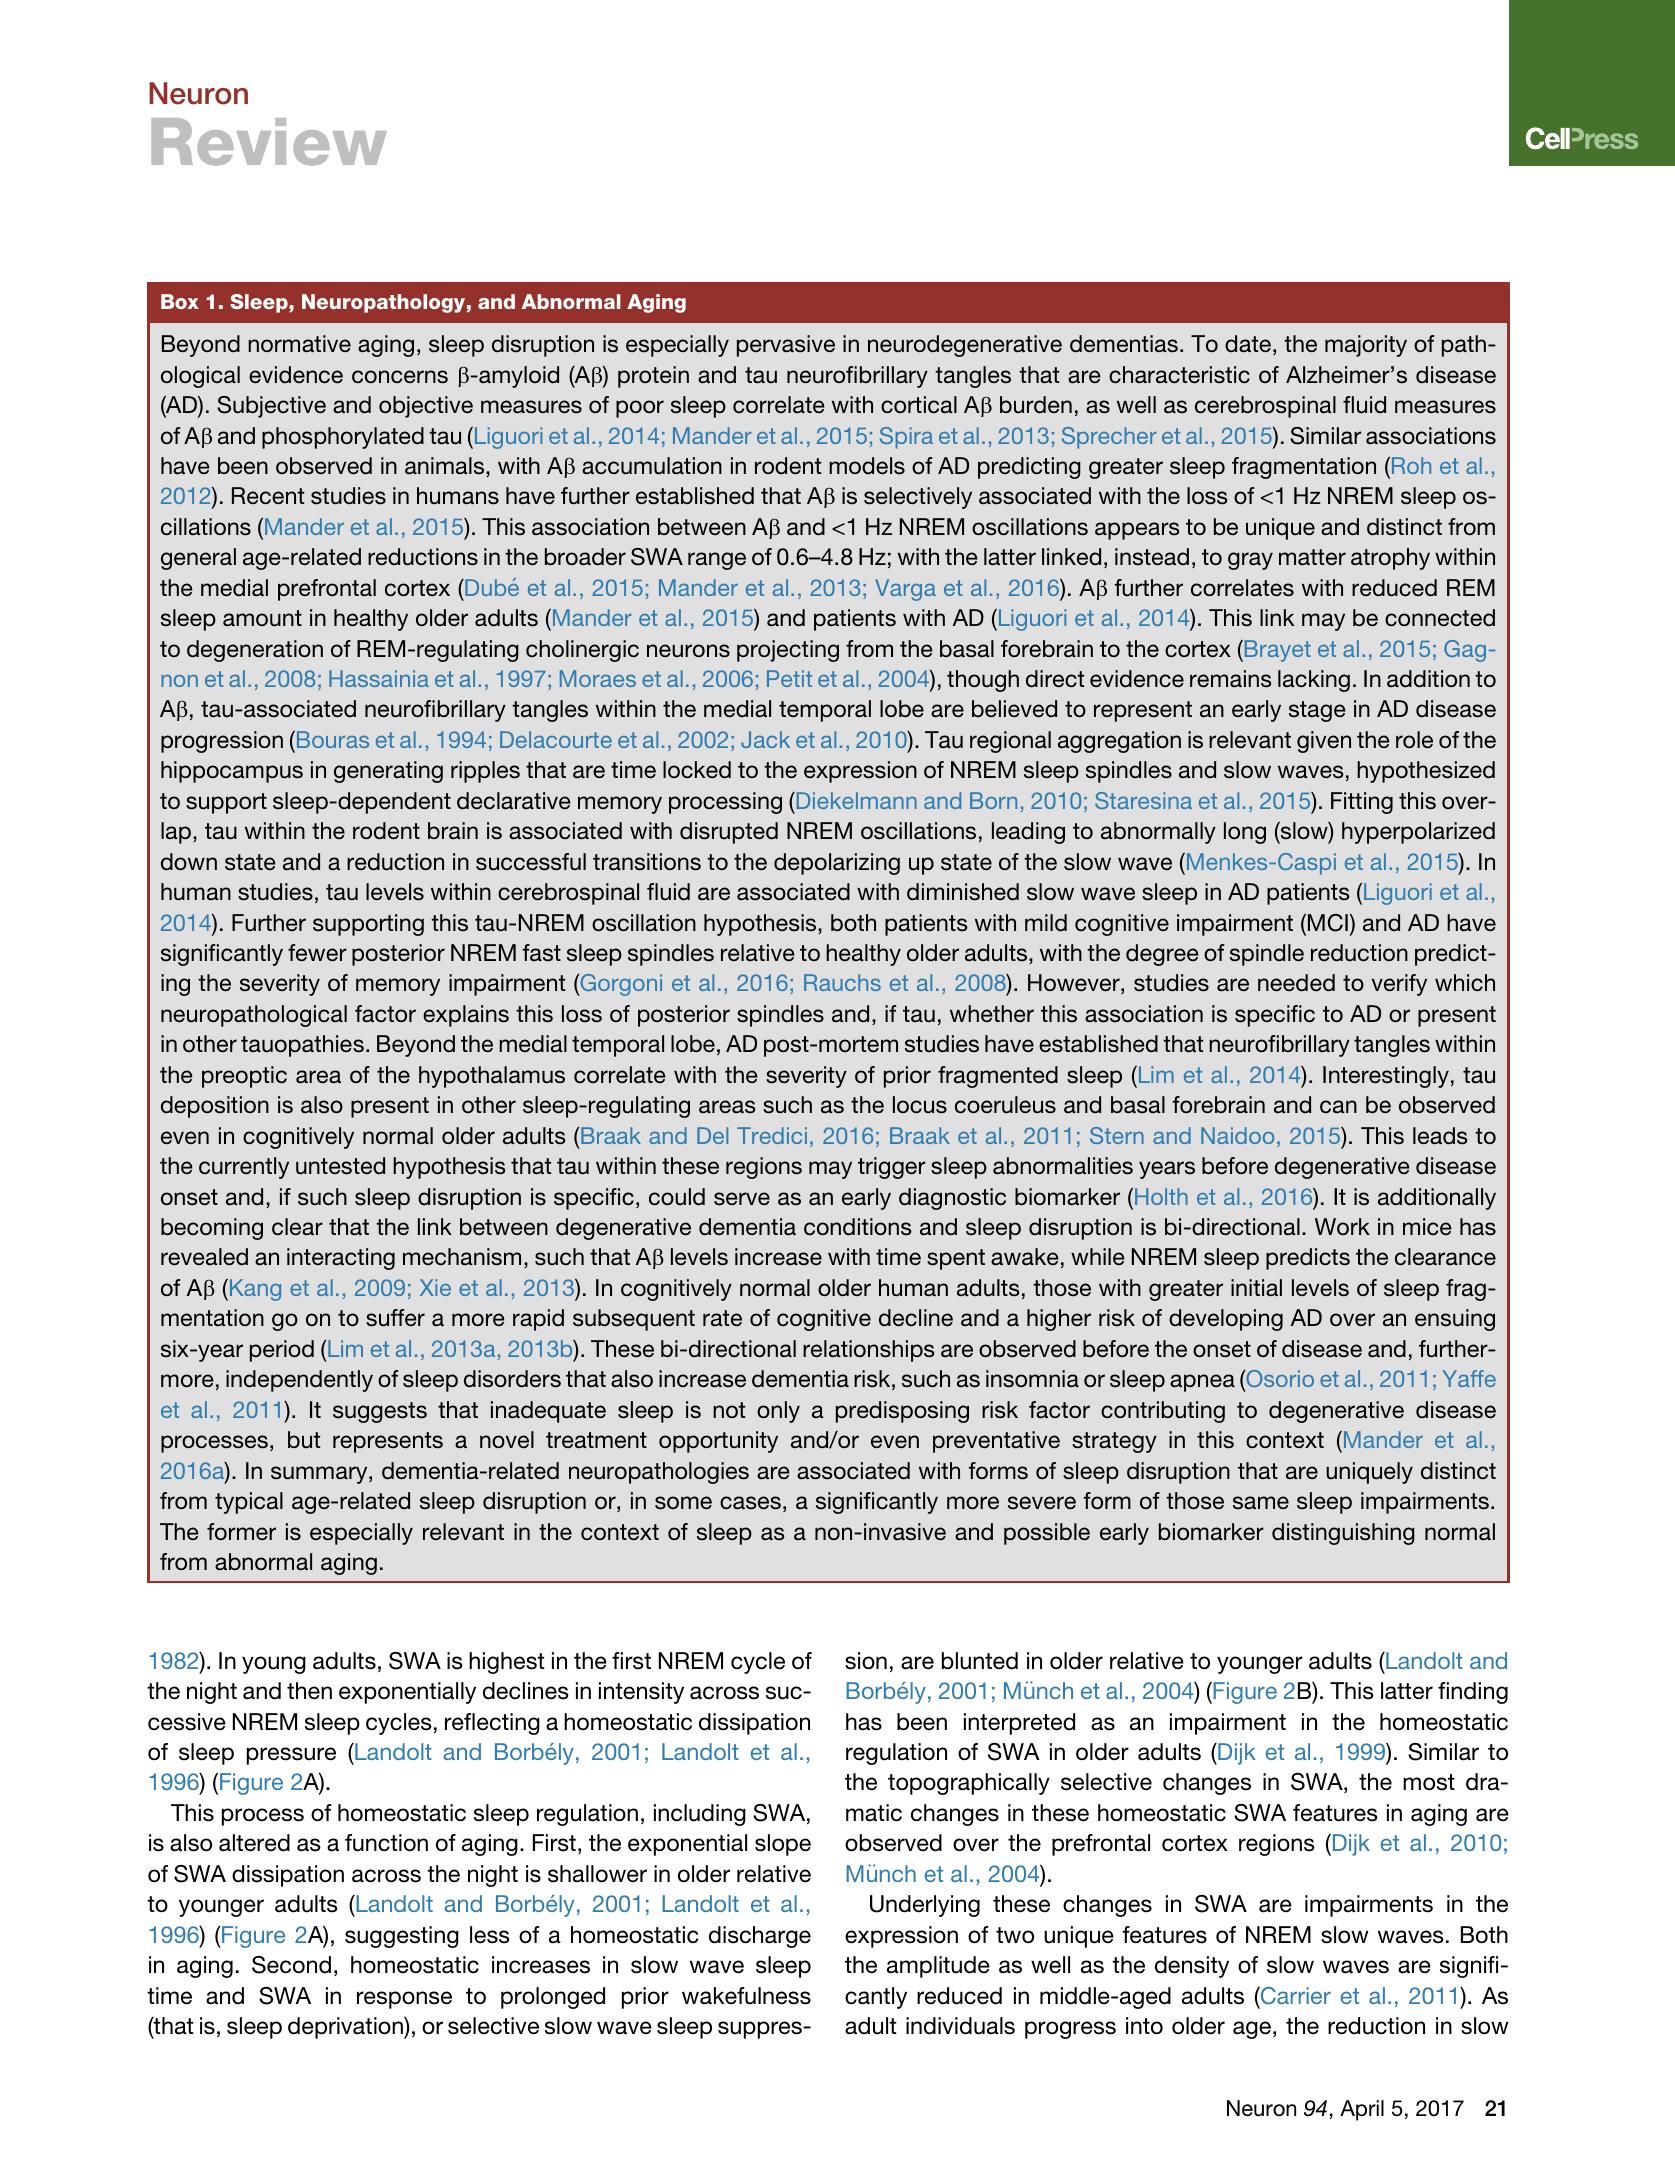 Neuron
Review
CellPress
Box 1. Sleep, Neuropathology, and Abnormal Aging
Beyond normative aging, sleep disruption is especially pervasive in neurodegenerative dementias. To date, the majority of path-
ological evidence concerns β-amyloid (Aβ) protein and tau neurofibrillary tangles that are characteristic of Alzheimer's disease
(AD). Subjective and objective measures of poor sleep correlate with cortical Aβ burden, as well as cerebrospinal fluid measures
of Aβ and phosphorylated tau (Liguori et al., 2014; Mander et al., 2015; Spira et al., 2013; Sprecher et al., 2015). Similar associations
have been observed in animals, with Aβ accumulation in rodent models of AD predicting greater sleep fragmentation (Roh et al.,
2012). Recent studies in humans have further established that Aβ is selectively associated with the loss of <1 Hz NREM sleep os-
cillations (Mander et al., 2015). This association between Aβ and <1 Hz NREM oscillations appears to be unique and distinct from
general age-related reductions in the broader SWA range of 0.6–4.8 Hz; with the latter linked, instead, to gray matter atrophy within
the medial prefrontal cortex (Dubé et al., 2015; Mander et al., 2013; Varga et al., 2016). Aβ further correlates with reduced REM
sleep amount in healthy older adults (Mander et al., 2015) and patients with AD (Liguori et al., 2014). This link may be connected
to degeneration of REM-regulating cholinergic neurons projecting from the basal forebrain to the cortex (Brayet et al., 2015; Gag-
non et al., 2008; Hassainia et al., 1997; Moraes et al., 2006; Petit et al., 2004), though direct evidence remains lacking. In addition to
Aβ, tau-associated neurofibrillary tangles within the medial temporal lobe are believed to represent an early stage in AD disease
progression (Bouras et al., 1994; Delacourte et al., 2002; Jack et al., 2010). Tau regional aggregation is relevant given the role of the
hippocampus in generating ripples that are time locked to the expression of NREM sleep spindles and slow waves, hypothesized
to support sleep-dependent declarative memory processing (Diekelmann and Born, 2010; Staresina et al., 2015). Fitting this over-
lap, tau within the rodent brain is associated with disrupted NREM oscillations, leading to abnormally long (slow) hyperpolarized
down state and a reduction in successful transitions to the depolarizing up state of the slow wave (Menkes-Caspi et al., 2015). In
human studies, tau levels within cerebrospinal fluid are associated with diminished slow wave sleep in AD patients (Liguori et al.,
2014). Further supporting this tau-NREM oscillation hypothesis, both patients with mild cognitive impairment (MCI) and AD have
significantly fewer posterior NREM fast sleep spindles relative to healthy older adults, with the degree of spindle reduction predict-
ing the severity of memory impairment (Gorgoni et al., 2016; Rauchs et al., 2008). However, studies are needed to verify which
neuropathological factor explains this loss of posterior spindles and, if tau, whether this association is specific to AD or present
in other tauopathies. Beyond the medial temporal lobe, AD post-mortem studies have established that neurofibrillary tangles within
the preoptic area of the hypothalamus correlate with the severity of prior fragmented sleep (Lim et al., 2014). Interestingly, tau
deposition is also present in other sleep-regulating areas such as the locus coeruleus and basal forebrain and can be observed
even in cognitively normal older adults (Braak and Del Tredici, 2016; Braak et al., 2011; Stern and Naidoo, 2015). This leads to
the currently untested hypothesis that tau within these regions may trigger sleep abnormalities years before degenerative disease
onset and, if such sleep disruption is specific, could serve as an early diagnostic biomarker (Holth et al., 2016). It is additionally
becoming clear that the link between degenerative dementia conditions and sleep disruption is bi-directional. Work in mice has
revealed an interacting mechanism, such that Aβ levels increase with time spent awake, while NREM sleep predicts the clearance
of Aβ (Kang et al., 2009; Xie et al., 2013). In cognitively normal older human adults, those with greater initial levels of sleep frag-
mentation go on to suffer a more rapid subsequent rate of cognitive decline and a higher risk of developing AD over an ensuing
six-year period (Lim et al., 2013a, 2013b). These bi-directional relationships are observed before the onset of disease and, further-
more, independently of sleep disorders that also increase dementia risk, such as insomnia or sleep apnea (Osorio et al., 2011; Yaffe
et al., 2011). It suggests that inadequate sleep is not only a predisposing risk factor contributing to degenerative disease
processes, but represents a novel treatment opportunity and/or even preventative strategy in this context (Mander et al.,
2016a). In summary, dementia-related neuropathologies are associated with forms of sleep disruption that are uniquely distinct
from typical age-related sleep disruption or, in some cases, a significantly more severe form of those same sleep impairments.
The former is especially relevant in the context of sleep as a non-invasive and possible early biomarker distinguishing normal
from abnormal aging.
1982). In young adults, SWA is highest in the first NREM cycle of
the night and then exponentially declines in intensity across suc-
cessive NREM sleep cycles, reflecting a homeostatic dissipation
of sleep pressure (Landolt and Borbély, 2001; Landolt et al.,
1996) (Figure 2A).
This process of homeostatic sleep regulation, including SWA,
is also altered as a function of aging. First, the exponential slope
of SWA dissipation across the night is shallower in older relative
to younger adults (Landolt and Borbély, 2001; Landolt et al.,
1996) (Figure 2A), suggesting less of a homeostatic discharge
in aging. Second, homeostatic increases in slow wave sleep
time and SWA in response to prolonged prior wakefulness
(that is, sleep deprivation), or selective slow wave sleep suppres-
sion, are blunted in older relative to younger adults (Landolt and
Borbély, 2001; Münch et al., 2004) (Figure 2B). This latter finding
has been interpreted as an impairment in the homeostatic
regulation of SWA in older adults (Dijk et al., 1999). Similar to
the topographically selective changes in SWA, the most dra-
matic changes in these homeostatic SWA features in aging are
observed over the prefrontal cortex regions (Dijk et al., 2010;
Münch et al., 2004).
Underlying these changes in SWA are impairments in the
expression of two unique features of NREM slow waves. Both
the amplitude as well as the density of slow waves are signifi-
cantly reduced in middle-aged adults (Carrier et al., 2011). As
adult individuals progress into older age, the reduction in slow
Neuron 94, April 5, 2017 21